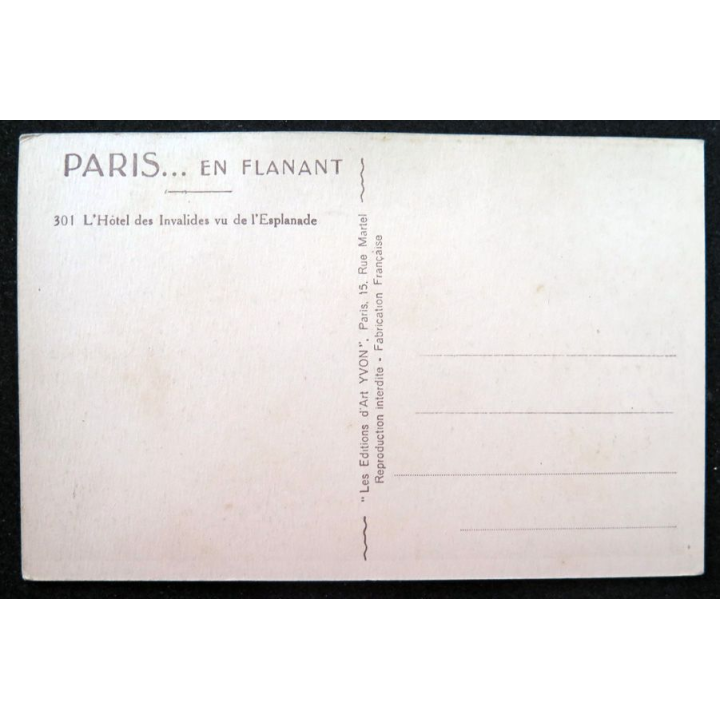 PARIS... EN FLANANT
301 L'Hôtel des Invalides vu de l'Esplanade
"Les Editions d'Art YVON", Paris, 15, Rue Martel
Reproduction interdite - Fabrication Française